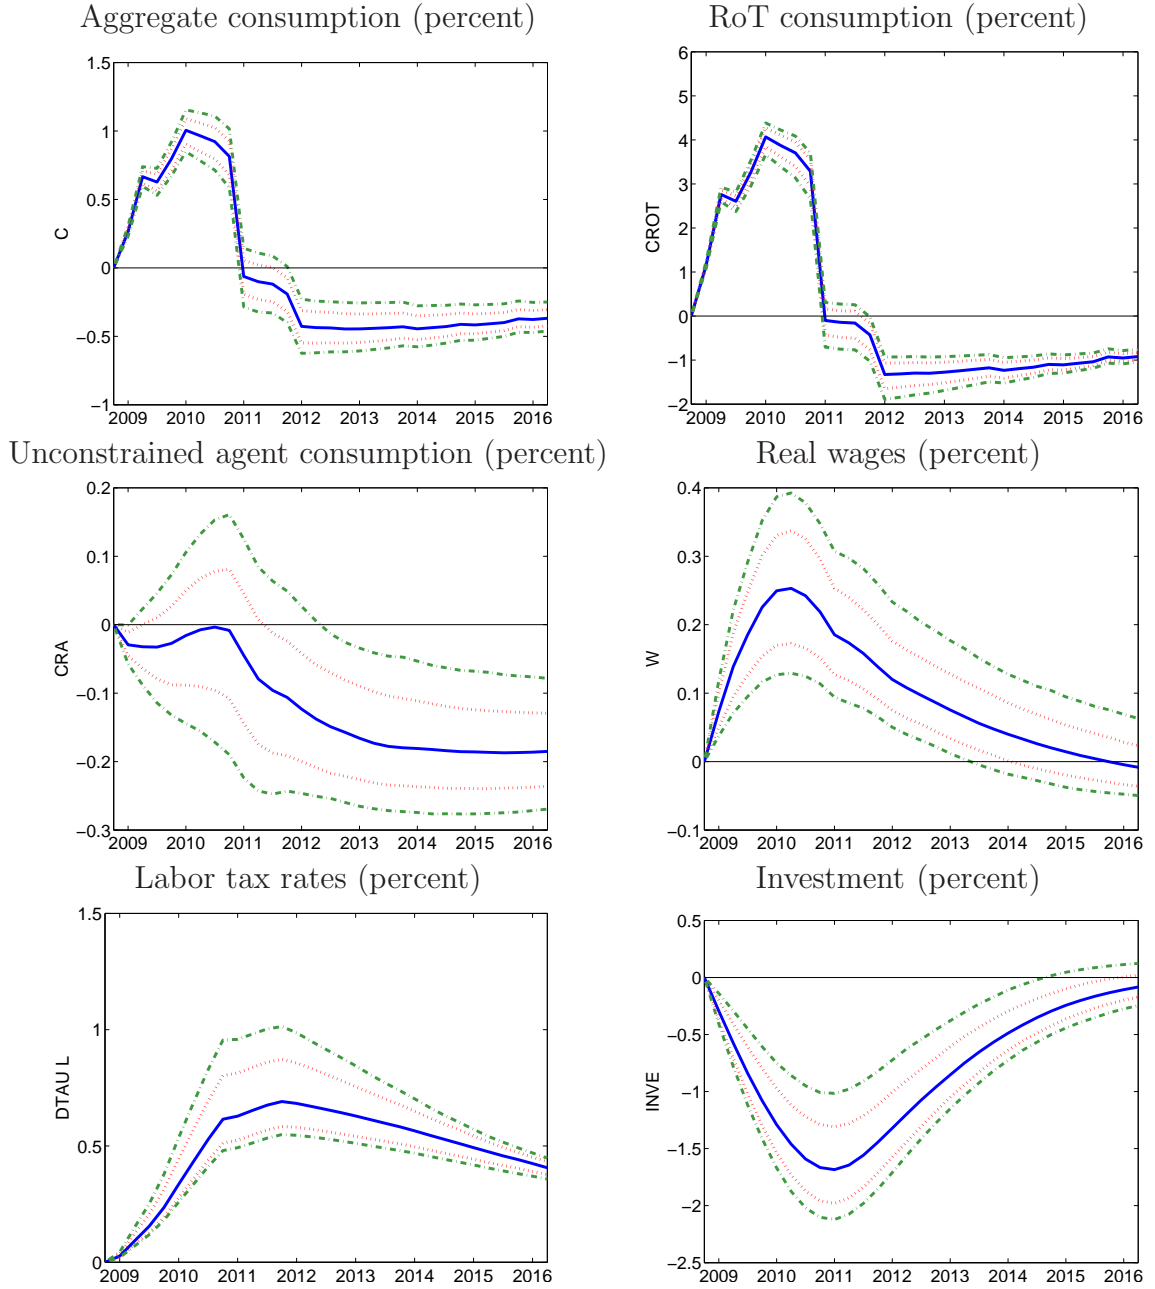 Aggregate consumption (percent)
1.5
1
0.5
0
−0.5
−1
C
2009 2010 2011 2012 2013 2014 2015 2016
RoT consumption (percent)
6
5
4
3
2
1
0
−1
−2
CROT
2009 2010 2011 2012 2013 2014 2015 2016
Unconstrained agent consumption (percent)
0.2
0.1
0
−0.1
−0.2
−0.3
CRA
2009 2010 2011 2012 2013 2014 2015 2016
Real wages (percent)
0.4
0.3
0.2
0.1
0
−0.1
W
2009 2010 2011 2012 2013 2014 2015 2016
Labor tax rates (percent)
1.5
1
0.5
0
DTAU L
2009 2010 2011 2012 2013 2014 2015 2016
Investment (percent)
0.5
0
−0.5
−1
−1.5
−2
−2.5
INVE
2009 2010 2011 2012 2013 2014 2015 2016